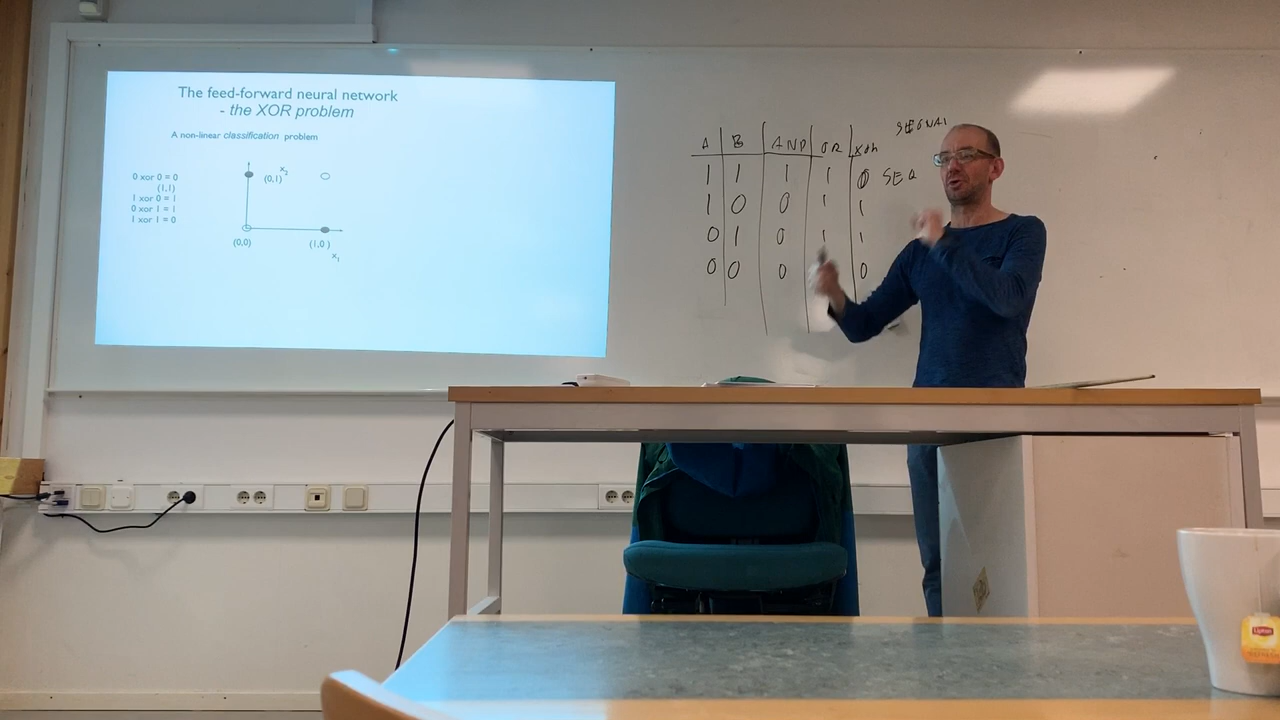 The feed-forward neural network
- the XOR problem
A non-linear classification problem
0 xor 0 = 0
(1,1)
1 xor 0 = 1
0 xor 1 = 1
1 xor 1 = 0
x2
(0,1)
(0,0)
(1,0)
x1
A B AND OR XOR
1 1 1 1 0
1 0 0 1 1
0 1 0 1 1
0 0 0 0
Lipton